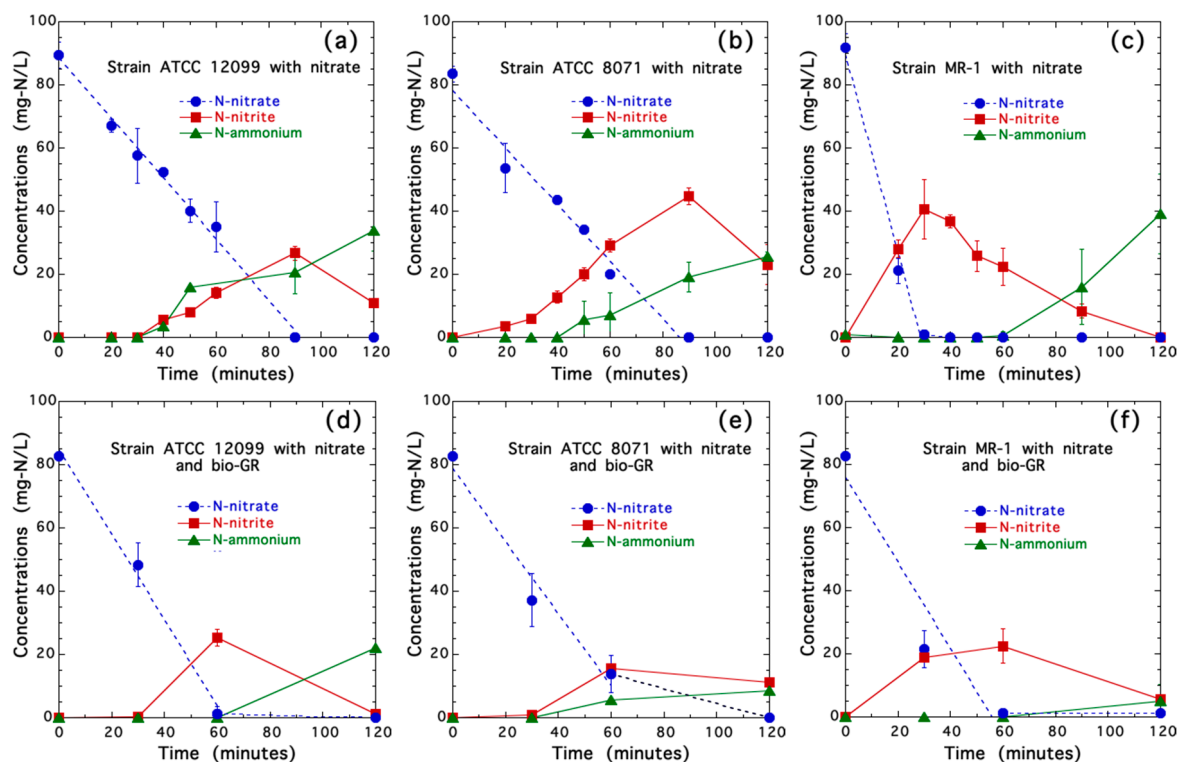 (a)
Strain ATCC 12099 with nitrate
N-nitrate
N-nitrite
N-ammonium
Concentrations (mg-N/L)
100
80
60
40
20
0
0 20 40 60 80 100 120
Time (minutes)
(b)
Strain ATCC 8071 with nitrate
N-nitrate
N-nitrite
N-ammonium
Concentrations (mg-N/L)
100
80
60
40
20
0
0 20 40 60 80 100 120
Time (minutes)
(c)
Strain MR-1 with nitrate
N-nitrate
N-nitrite
N-ammonium
Concentrations (mg-N/L)
100
80
60
40
20
0
0 20 40 60 80 100 120
Time (minutes)
(d)
Strain ATCC 12099 with nitrate
and bio-GR
N-nitrate
N-nitrite
N-ammonium
Concentrations (mg-N/L)
100
80
60
40
20
0
0 20 40 60 80 100 120
Time (minutes)
(e)
Strain ATCC 8071 with nitrate
and bio-GR
N-nitrate
N-nitrite
N-ammonium
Concentrations (mg-N/L)
100
80
60
40
20
0
0 20 40 60 80 100 120
Time (minutes)
(f)
Strain MR-1 with nitrate
and bio-GR
N-nitrate
N-nitrite
N-ammonium
Concentrations (mg-N/L)
100
80
60
40
20
0
0 20 40 60 80 100 120
Time (minutes)